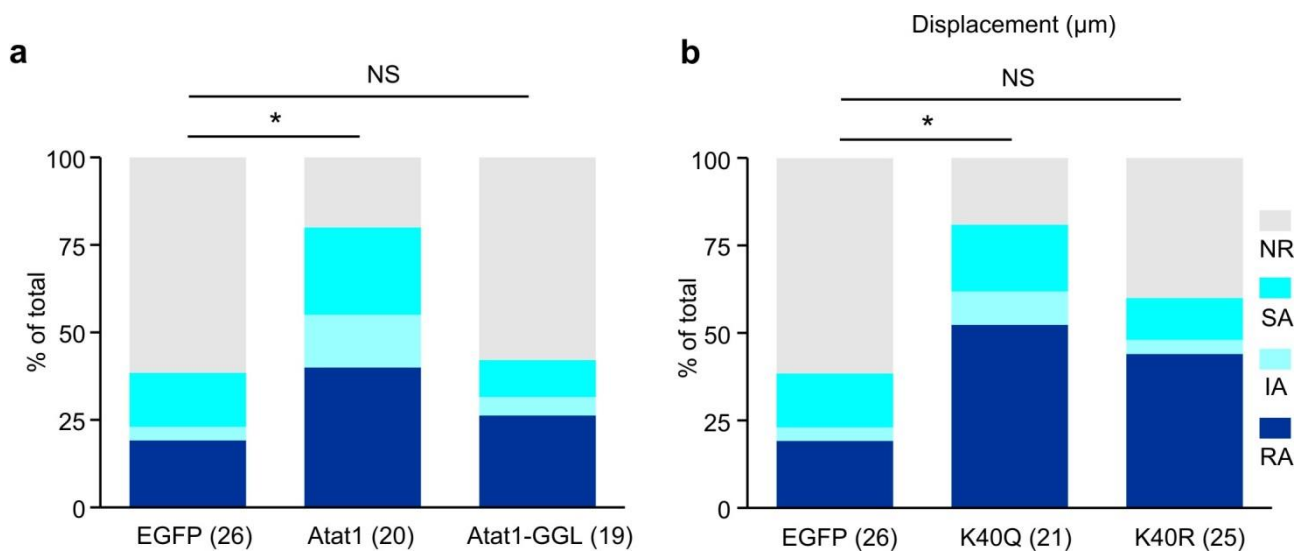 Displacement (μm)
a
NS
*
100
75
50
25
0
% of total
EGFP (26) Atat1 (20) Atat1-GGL (19)
b
NS
*
100
75
50
25
0
% of total
EGFP (26) K40Q (21) K40R (25)
NR
SA
IA
RA